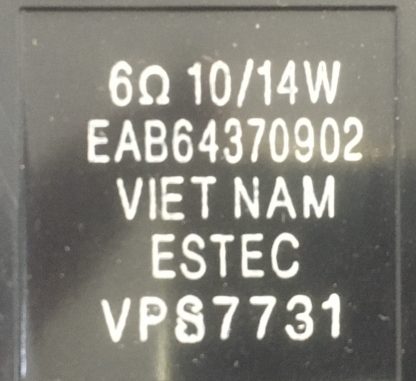 6Ω 10/14W
EAB64370902
VIET NAM
ESTEC
VPS7731